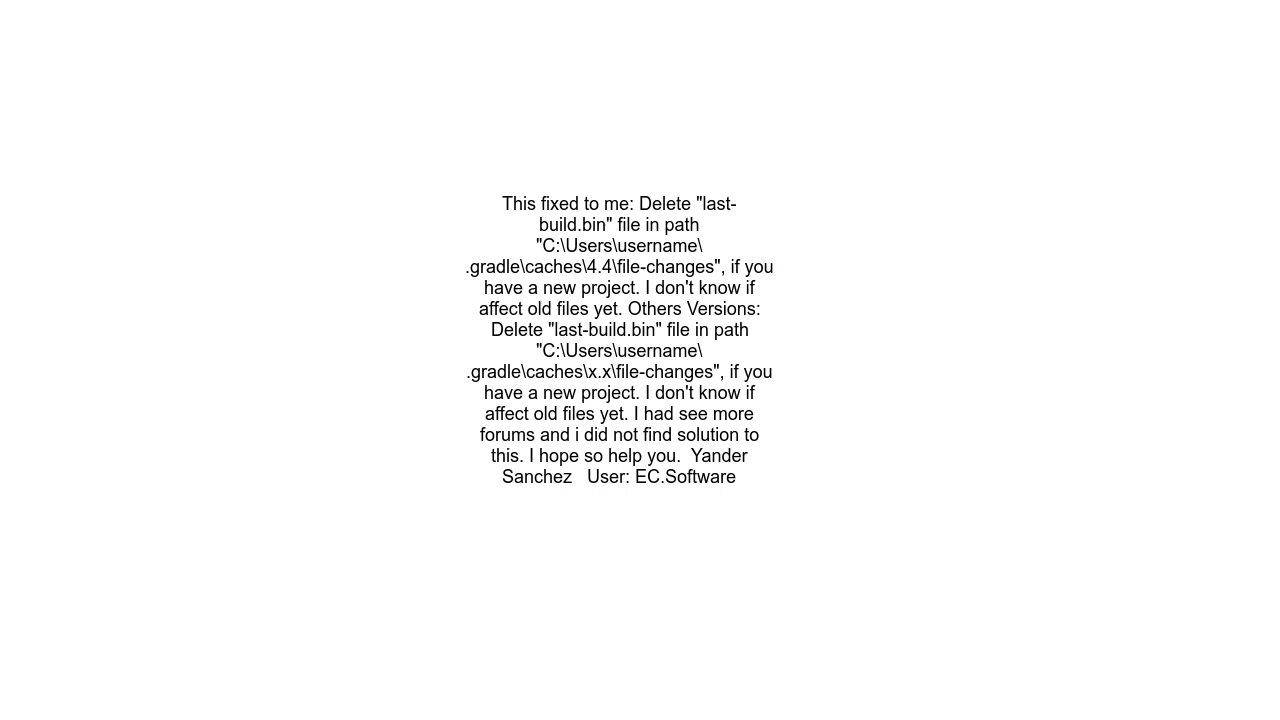 This fixed to me: Delete "last-
build.bin" file in path
"C:\Users\username\
.gradle\caches\4.4\file-changes", if you
have a new project. I don't know if
affect old files yet. Others Versions:
Delete "last-build.bin" file in path
"C:\Users\username\
.gradle\caches\x.x\file-changes", if you
have a new project. I don't know if
affect old files yet. I had see more
forums and i did not find solution to
this. I hope so help you.  Yander
Sanchez   User: EC.Software